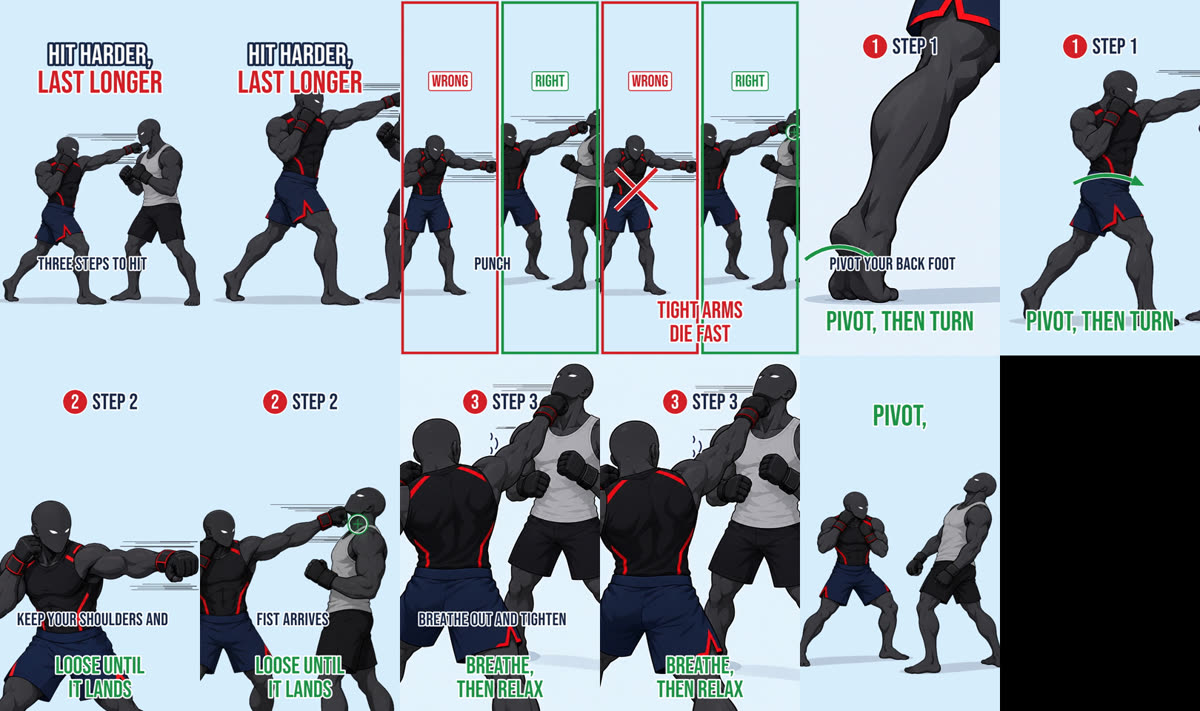 HIT HARDER,
LAST LONGER
THREE STEPS TO HIT
HIT HARDER,
LAST LONGER
WRONG
RIGHT
PUNCH
WRONG
RIGHT
TIGHT ARMS
DIE FAST
1 STEP 1
PIVOT YOUR BACK FOOT
PIVOT, THEN TURN
1 STEP 1
PIVOT, THEN TURN
2 STEP 2
KEEP YOUR SHOULDERS AND
LOOSE UNTIL
IT LANDS
2 STEP 2
FIST ARRIVES
LOOSE UNTIL
IT LANDS
3 STEP 3
BREATHE OUT AND TIGHTEN
BREATHE,
THEN RELAX
3 STEP 3
BREATHE,
THEN RELAX
PIVOT,